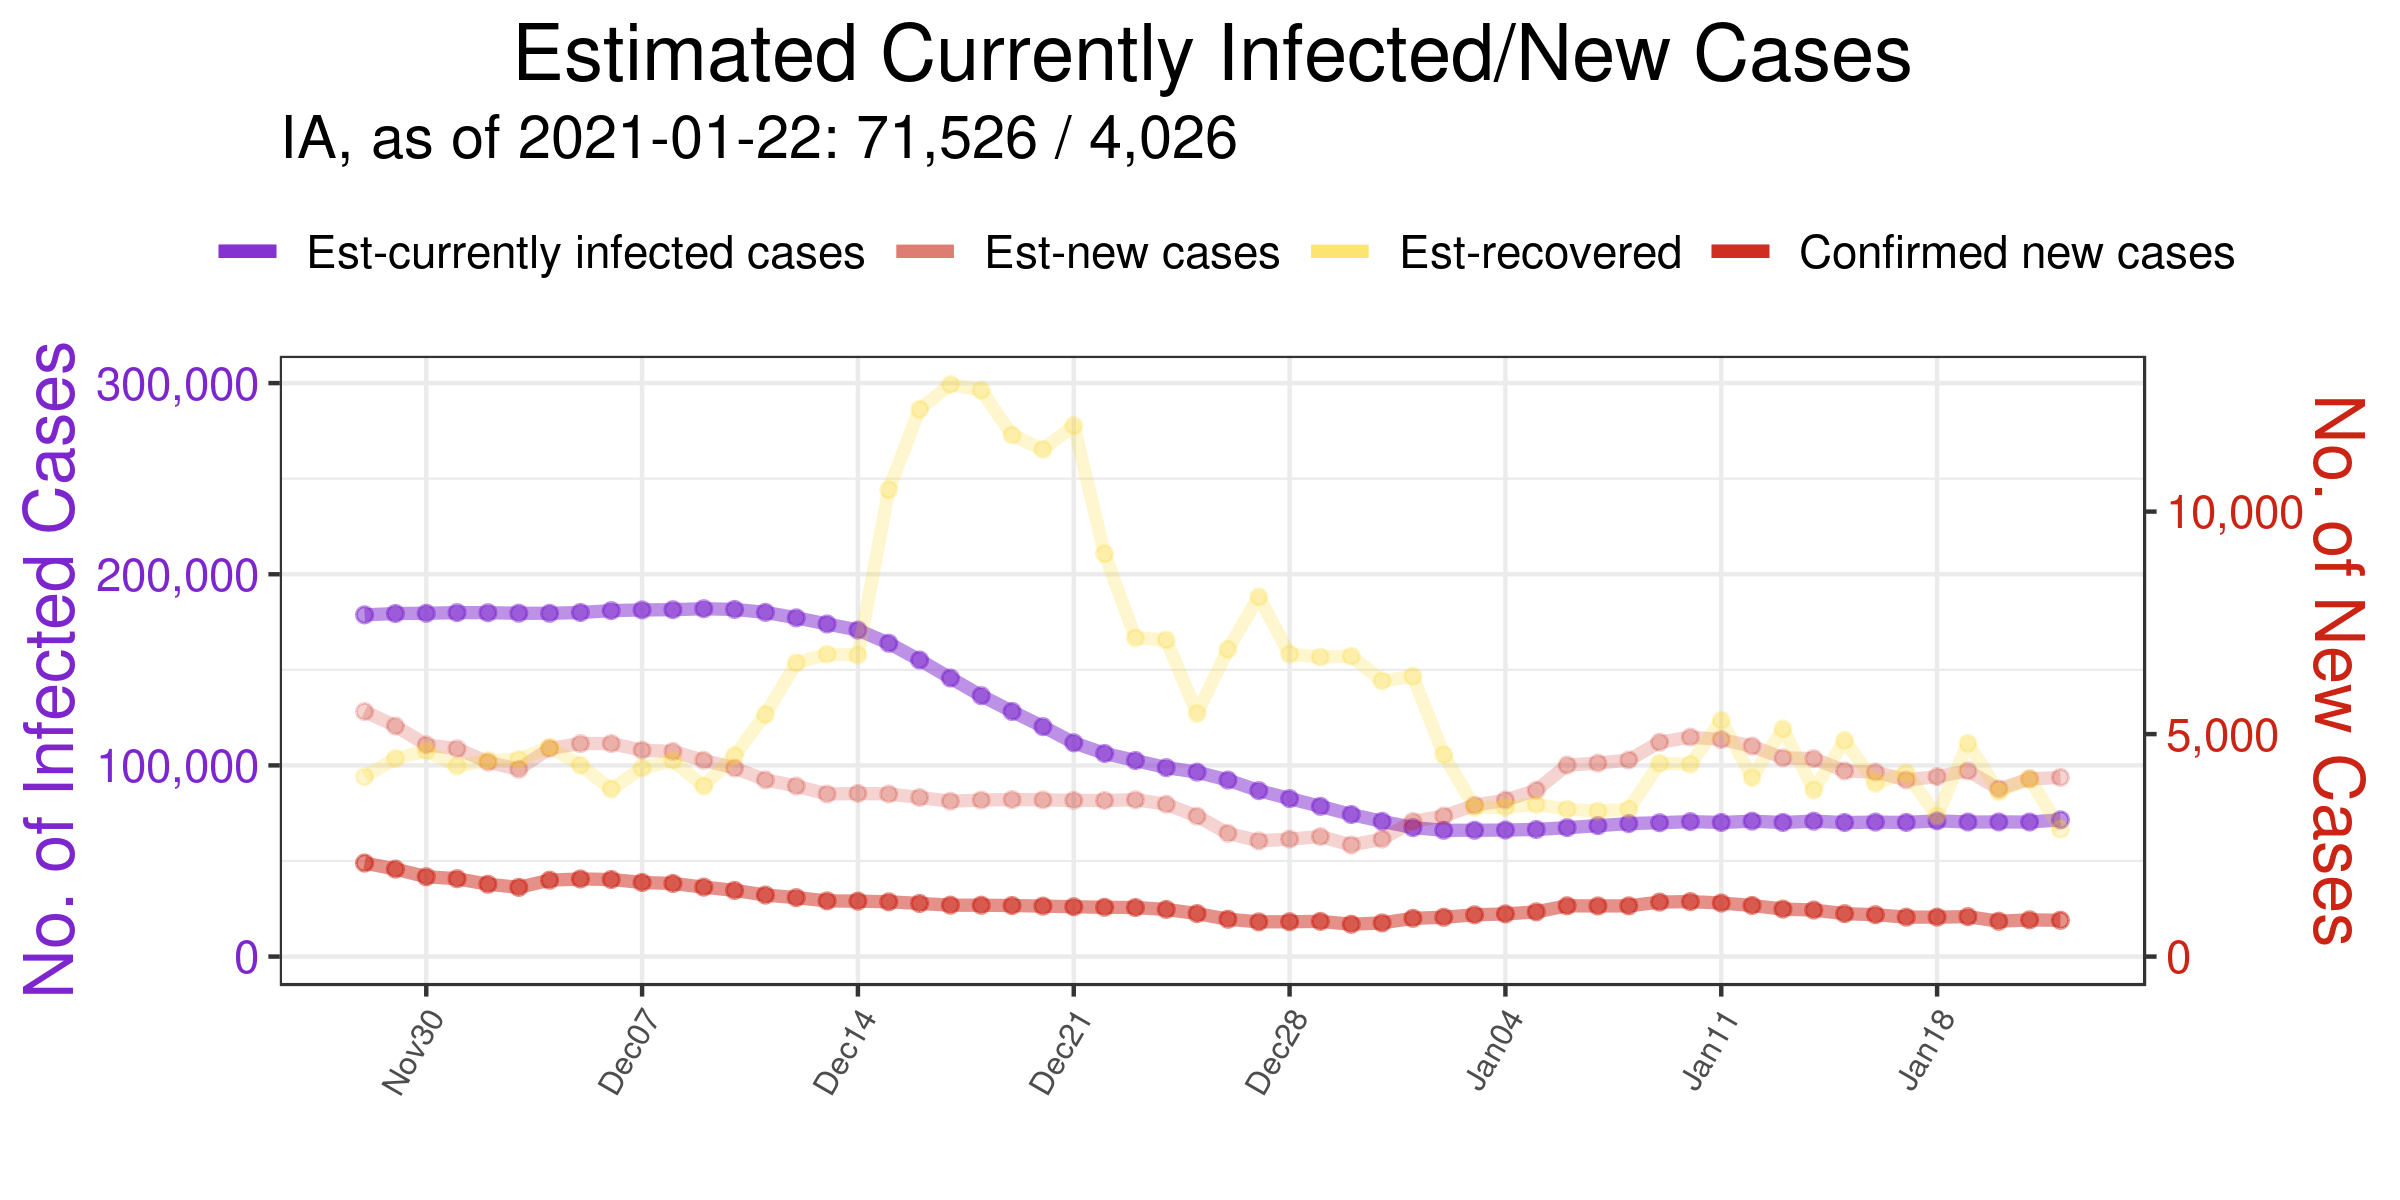 Estimated Currently Infected/New Cases
IA, as of 2021-01-22: 71,526 / 4,026
Est-currently infected cases Est-new cases Est-recovered Confirmed new cases
No. of Infected Cases
300,000
200,000
100,000
0
10,000
5,000
0
No. of New Cases
Nov30 Dec07 Dec14 Dec21 Dec28 Jan04 Jan11 Jan18